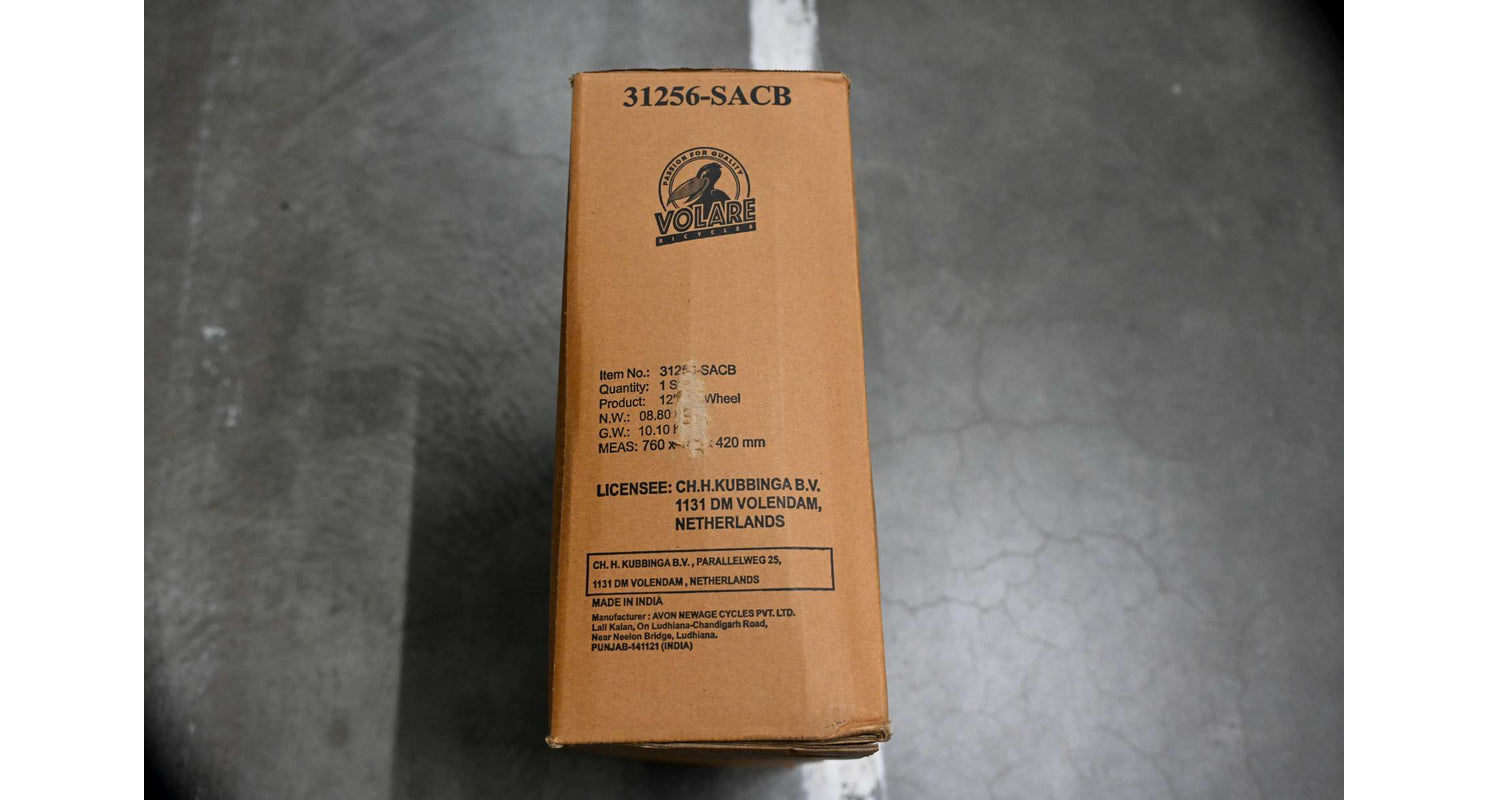 31256-SACB
PASSION FOR QUALITY
VOLARE
BICYCLES
Item No.: 31256-SACB
Quantity: 1
Product: 12" Wheel
N.W.: 08.80
G.W.: 10.10
MEAS: 760 x 420 mm
LICENSEE: CH.H.KUBBINGA B.V.
1131 DM VOLENDAM,
NETHERLANDS
CH. H. KUBBINGA B.V. , PARALLELWEG 25,
1131 DM VOLENDAM , NETHERLANDS
MADE IN INDIA
Manufacturer : AVON NEWAGE CYCLES PVT. LTD.
Lall Kalan, On Ludhiana-Chandigarh Road,
Near Neelon Bridge, Ludhiana.
PUNJAB-141121 (INDIA)